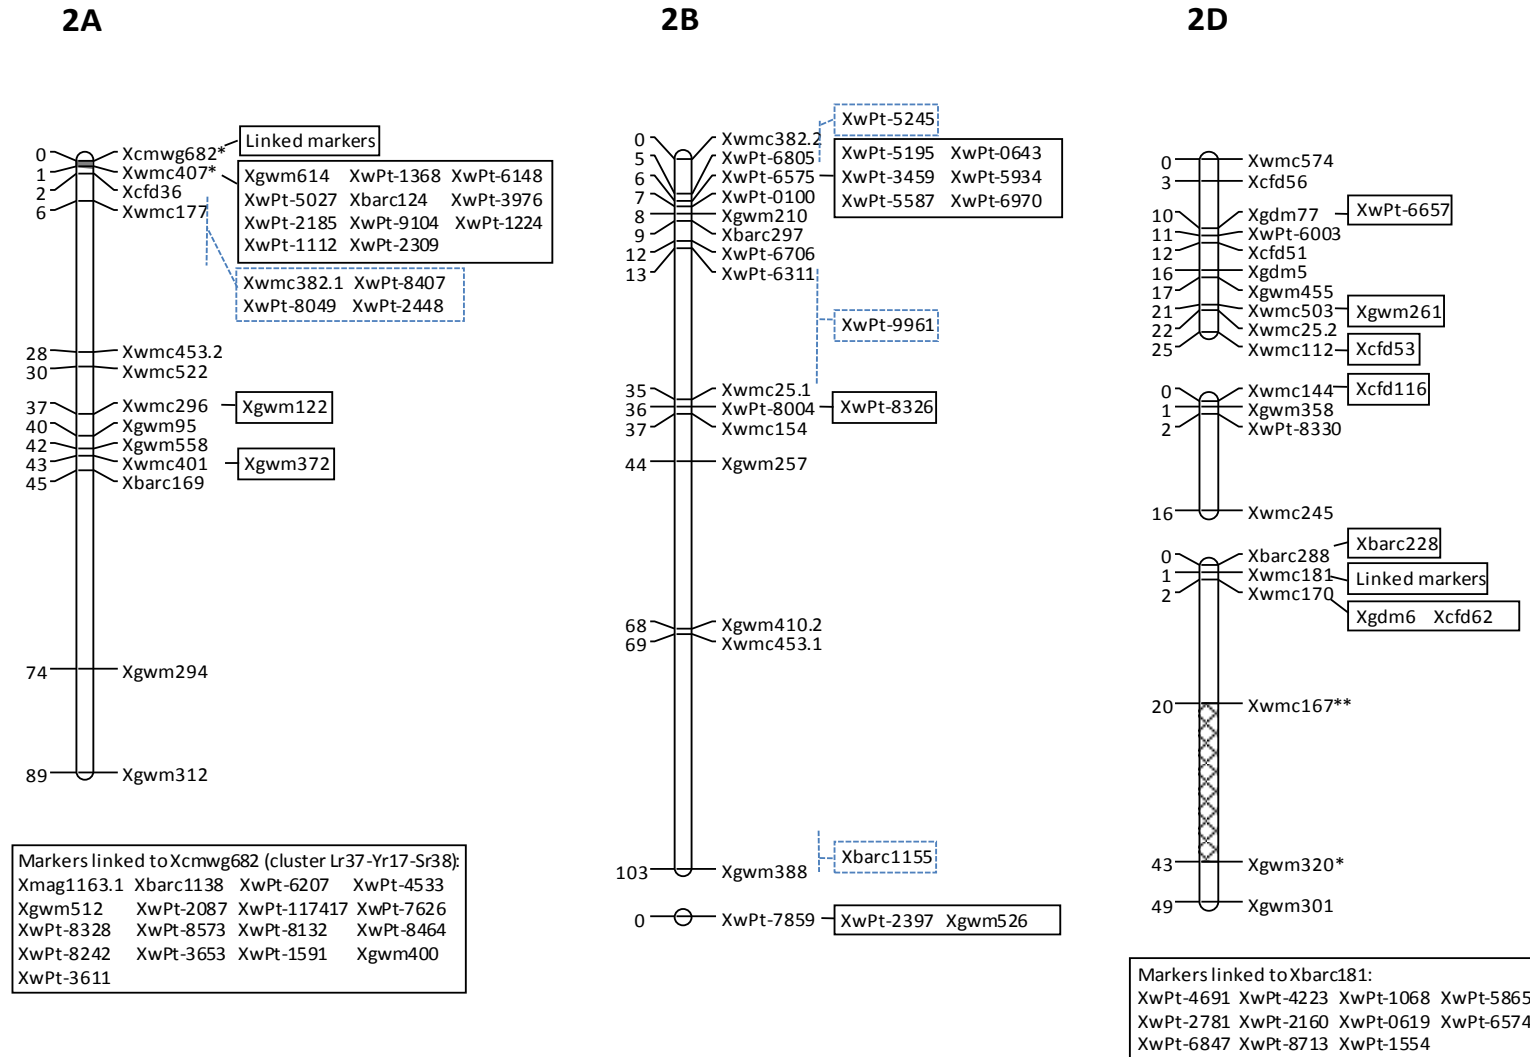 2A
0 Xcmwg682*
Linked markers
1 Xwmc407*
2 Xcfd36
6 Xwmc177
Xgwm614 XwPt-1368 XwPt-6148
XwPt-5027 Xbarc124 XwPt-3976
XwPt-2185 XwPt-9104 XwPt-1224
XwPt-1112 XwPt-2309
Xwmc382.1 XwPt-8407
XwPt-8049 XwPt-2448
28 Xwmc453.2
30 Xwmc522
37 Xwmc296 Xgwm122
40 Xgwm95
42 Xgwm558
43 Xwmc401 Xgwm372
45 Xbarc169
74 Xgwm294
89 Xgwm312
Markers linked to Xcmwg682 (cluster Lr37-Yr17-Sr38):
Xmag1163.1 Xbarc1138 XwPt-6207 XwPt-4533
Xgwm512 XwPt-2087 XwPt-117417 XwPt-7626
XwPt-8328 XwPt-8573 XwPt-8132 XwPt-8464
XwPt-8242 XwPt-3653 XwPt-1591 Xgwm400
XwPt-3611
2B
XwPt-5245
0 Xwmc382.2
5 XwPt-6805
6 XwPt-6575
7 XwPt-0100
8 Xgwm210
9 Xbarc297
12 XwPt-6706
13 XwPt-6311
XwPt-5195 XwPt-0643
XwPt-3459 XwPt-5934
XwPt-5587 XwPt-6970
XwPt-9961
35 Xwmc25.1
36 XwPt-8004 XwPt-8326
37 Xwmc154
44 Xgwm257
68 Xgwm410.2
69 Xwmc453.1
Xbarc1155
103 Xgwm388
0 XwPt-7859 XwPt-2397 Xgwm526
2D
0 Xwmc574
3 Xcfd56
10 Xgdm77 XwPt-6657
11 XwPt-6003
12 Xcfd51
16 Xgdm5
17 Xgwm455
21 Xwmc503 Xgwm261
22 Xwmc25.2
25 Xwmc112 Xcfd53
0 Xwmc144 Xcfd116
1 Xgwm358
2 XwPt-8330
16 Xwmc245
Xbarc228
0 Xbarc288
1 Xwmc181 Linked markers
2 Xwmc170
Xgdm6 Xcfd62
20 Xwmc167**
43 Xgwm320*
49 Xgwm301
Markers linked to Xbarc181:
XwPt-4691 XwPt-4223 XwPt-1068 XwPt-5865
XwPt-2781 XwPt-2160 XwPt-0619 XwPt-6574
XwPt-6847 XwPt-8713 XwPt-1554